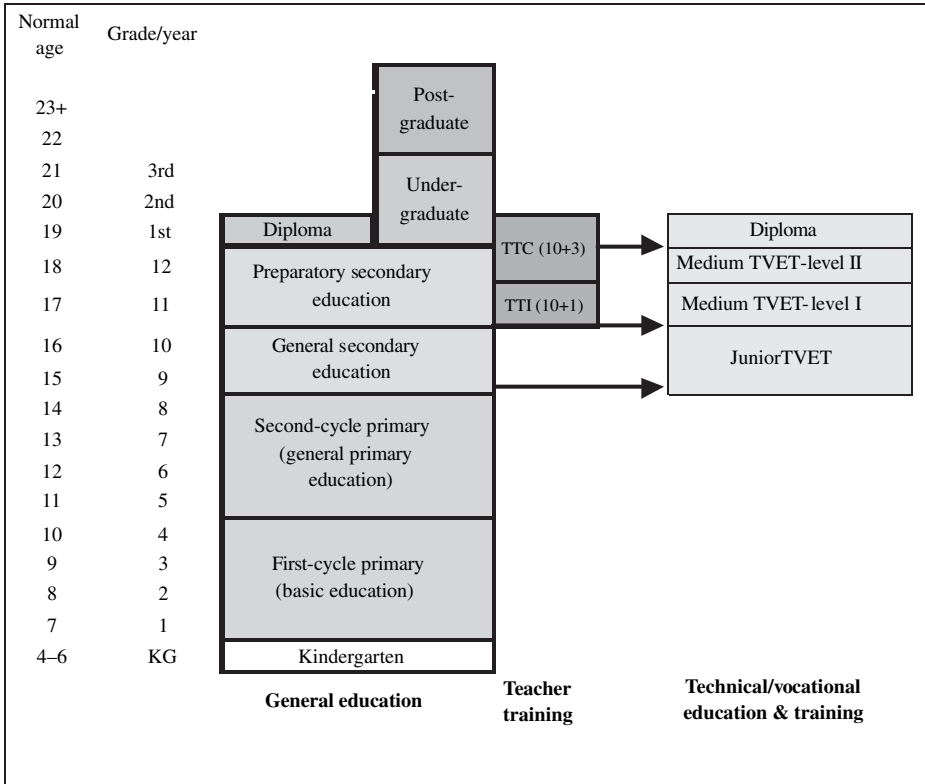 Normal age
Grade/year
23+
22
21 3rd
20 2nd
19 1st
18 12
17 11
16 10
15 9
14 8
13 7
12 6
11 5
10 4
9 3
8 2
7 1
4–6 KG
Post-
graduate
Under-
graduate
Diploma
Preparatory secondary
education
General secondary
education
Second-cycle primary
(general primary
education)
First-cycle primary
(basic education)
Kindergarten
General education
TTC (10+3)
TTI (10+1)
Teacher
training
Diploma
Medium TVET-level II
Medium TVET-level I
JuniorTVET
Technical/vocational
education & training